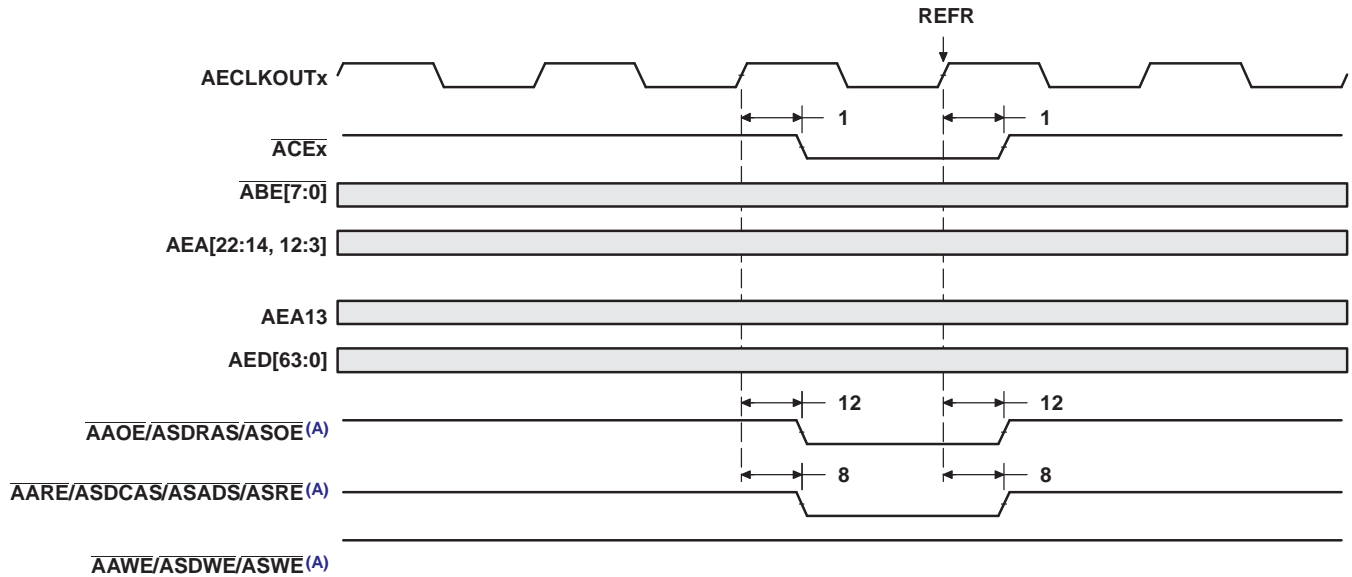 REFR
AECLKOUTx
1 1
ACEx
ABE[7:0]
AEA[22:14, 12:3]
AEA13
AED[63:0]
12 12
AAOE/ASDRAS/ASOE(A)
8 8
AARE/ASDCAS/ASADS/ASRE(A)
AAWE/ASDWE/ASWE(A)